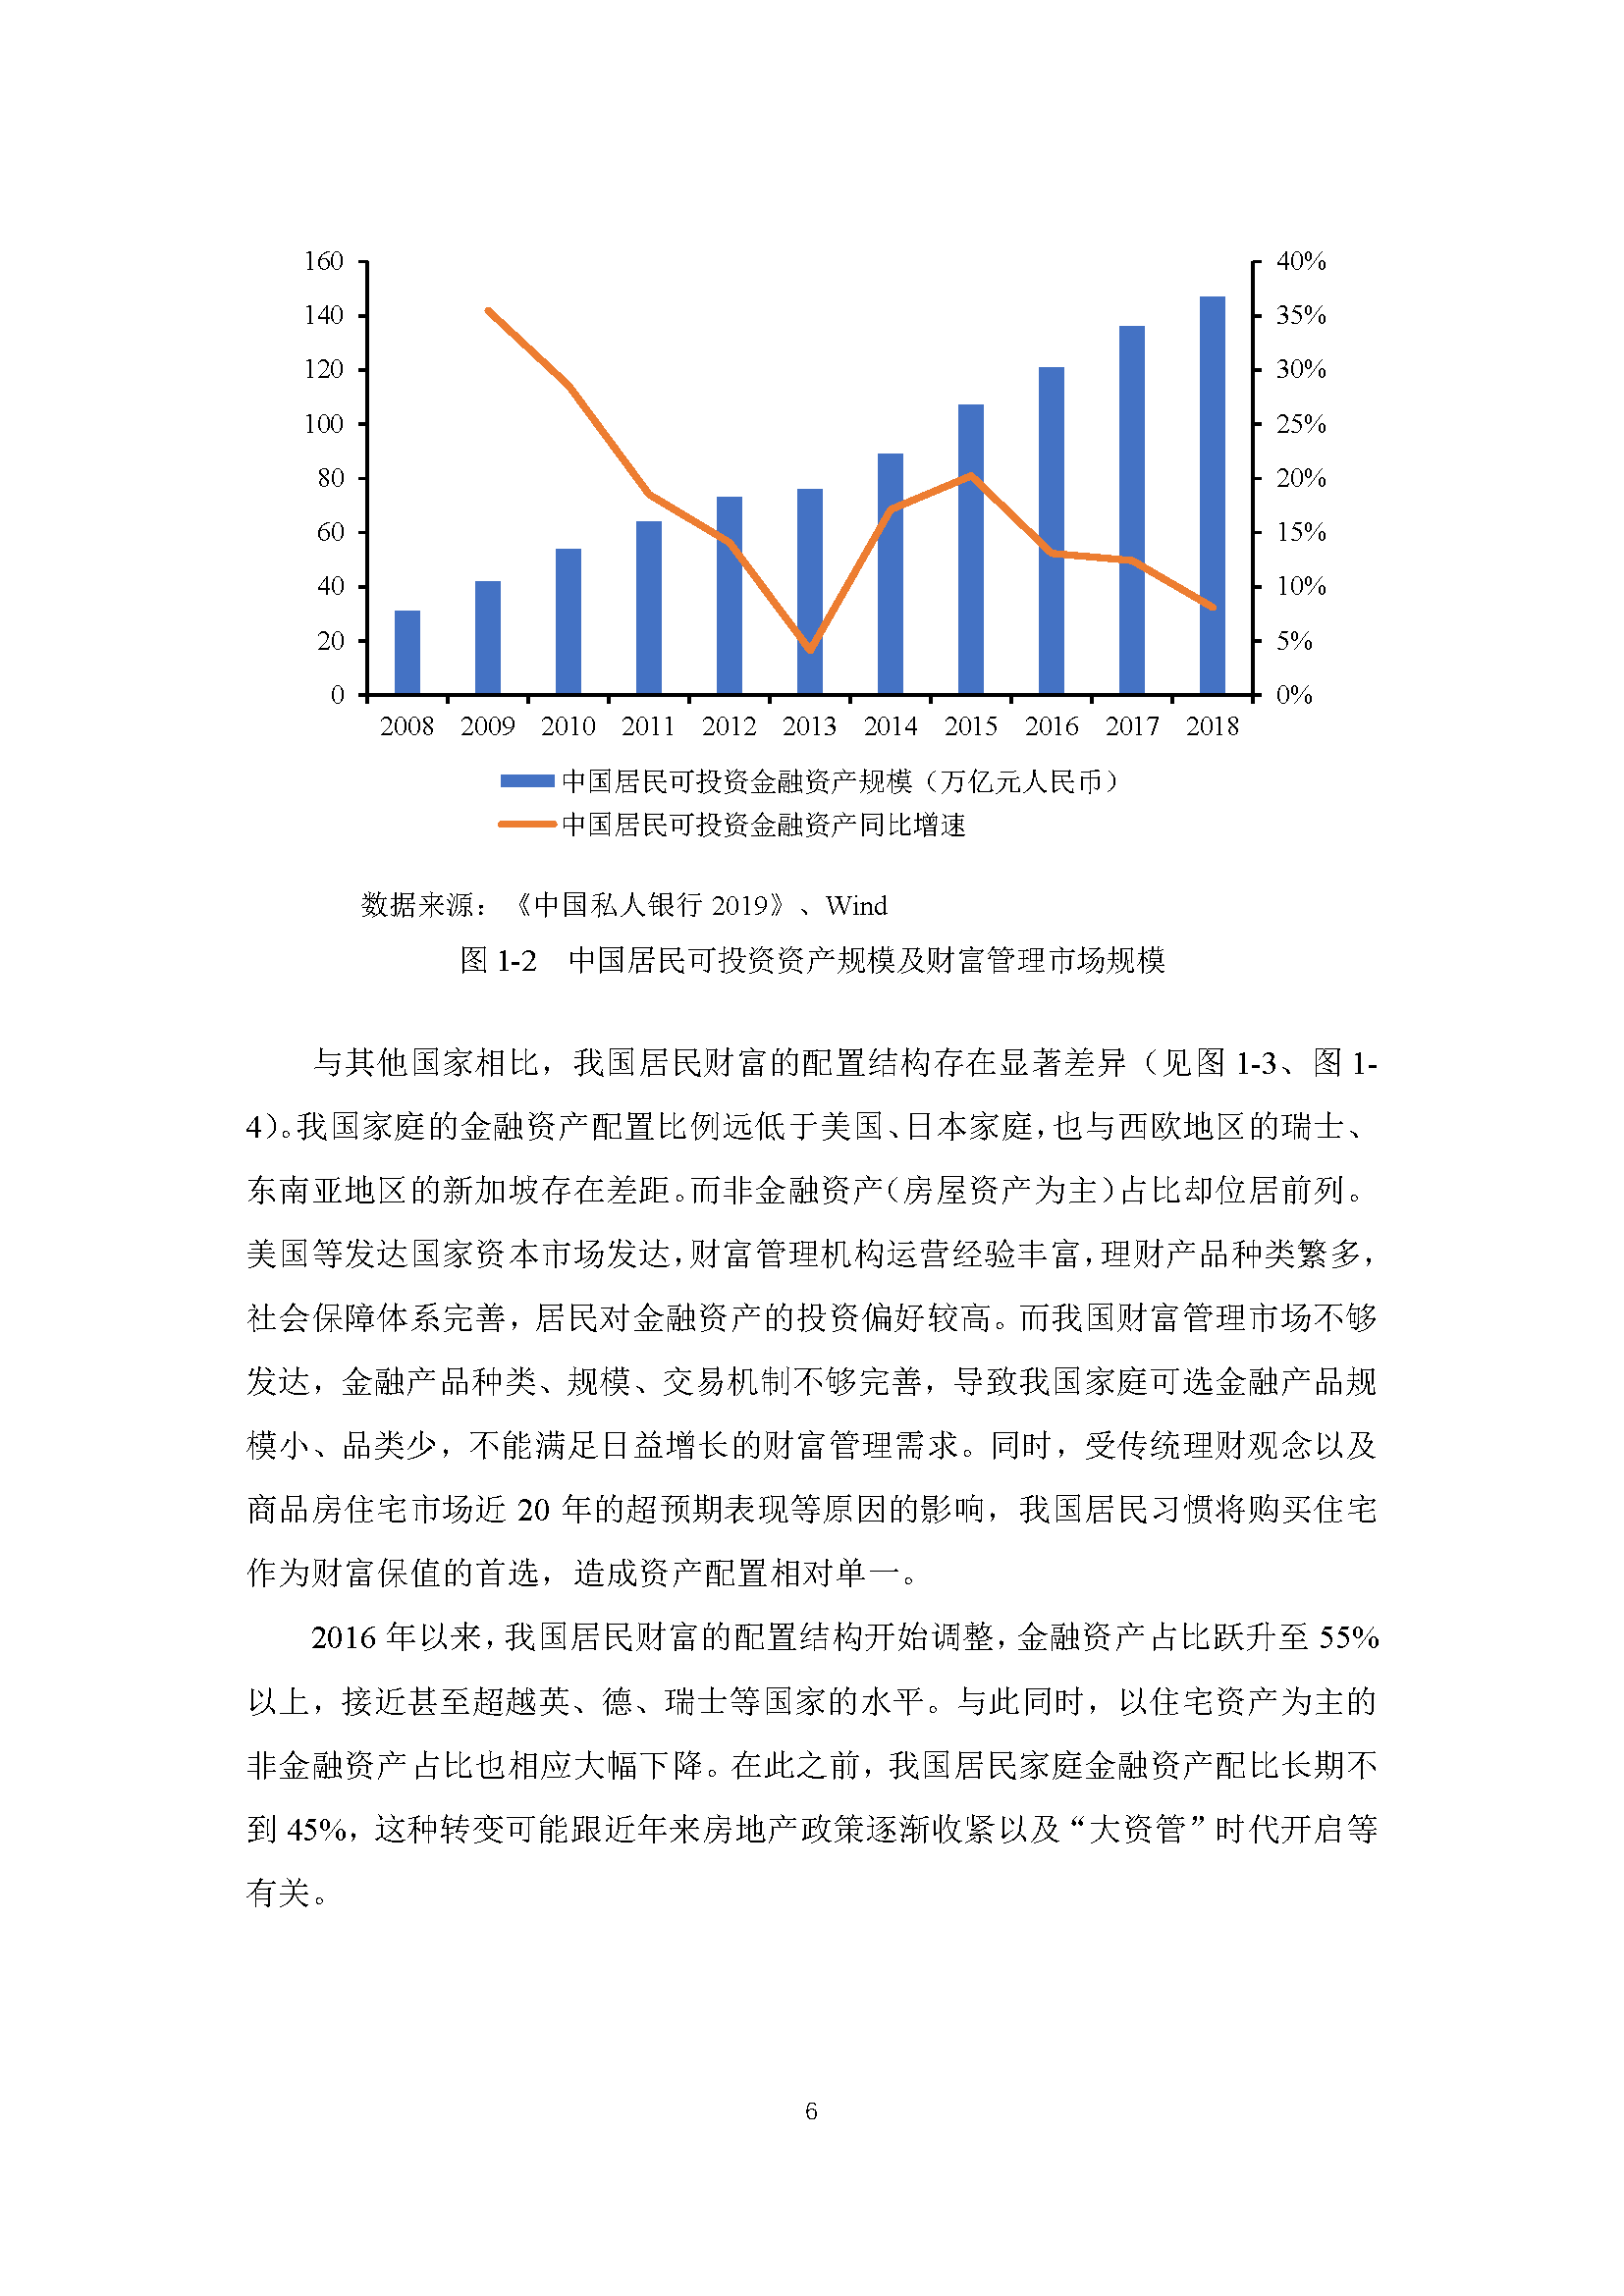 160
140
120
100
80
60
40
20
0
40%
35%
30%
25%
20%
15%
10%
5%
0%
2008 2009 2010 2011 2012 2013 2014 2015 2016 2017 2018
中国居民可投资金融资产规模（万亿元人民币）
中国居民可投资金融资产同比增速
数据来源：《中国私人银行 2019》、Wind
图 1-2 中国居民可投资资产规模及财富管理市场规模
与其他国家相比，我国居民财富的配置结构存在显著差异（见图 1-3、图 1-
4）。我国家庭的金融资产配置比例远低于美国、日本家庭，也与西欧地区的瑞士、
东南亚地区的新加坡存在差距。而非金融资产（房屋资产为主）占比却位居前列。
美国等发达国家资本市场发达，财富管理机构运营经验丰富，理财产品种类繁多，
社会保障体系完善，居民对金融资产的投资偏好较高。而我国财富管理市场不够
发达，金融产品种类、规模、交易机制不够完善，导致我国家庭可选金融产品规
模小、品类少，不能满足日益增长的财富管理需求。同时，受传统理财观念以及
商品房住宅市场近 20 年的超预期表现等原因的影响，我国居民习惯将购买住宅
作为财富保值的首选，造成资产配置相对单一。
2016 年以来，我国居民财富的配置结构开始调整，金融资产占比跃升至 55%
以上，接近甚至超越英、德、瑞士等国家的水平。与此同时，以住宅资产为主的
非金融资产占比也相应大幅下降。在此之前，我国居民家庭金融资产配比长期不
到 45%，这种转变可能跟近年来房地产政策逐渐收紧以及“大资管”时代开启等
有关。
6